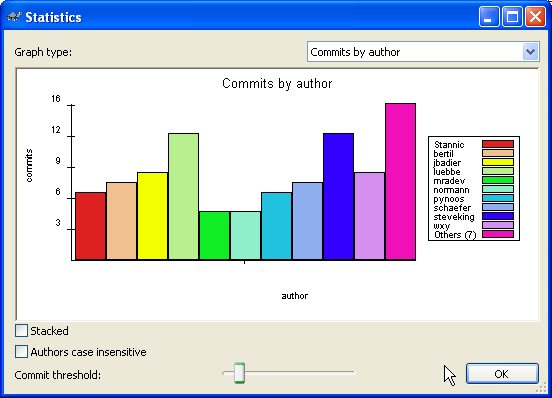 Statistics
Graph type:
Commits by author
Commits by author
16
12
9
6
3
commits
author
Stannic
bertil
jbadier
luebbe
mradev
normann
pynoos
schaefer
steveking
wxy
Others (7)
Stacked
Authors case insensitive
Commit threshold:
OK